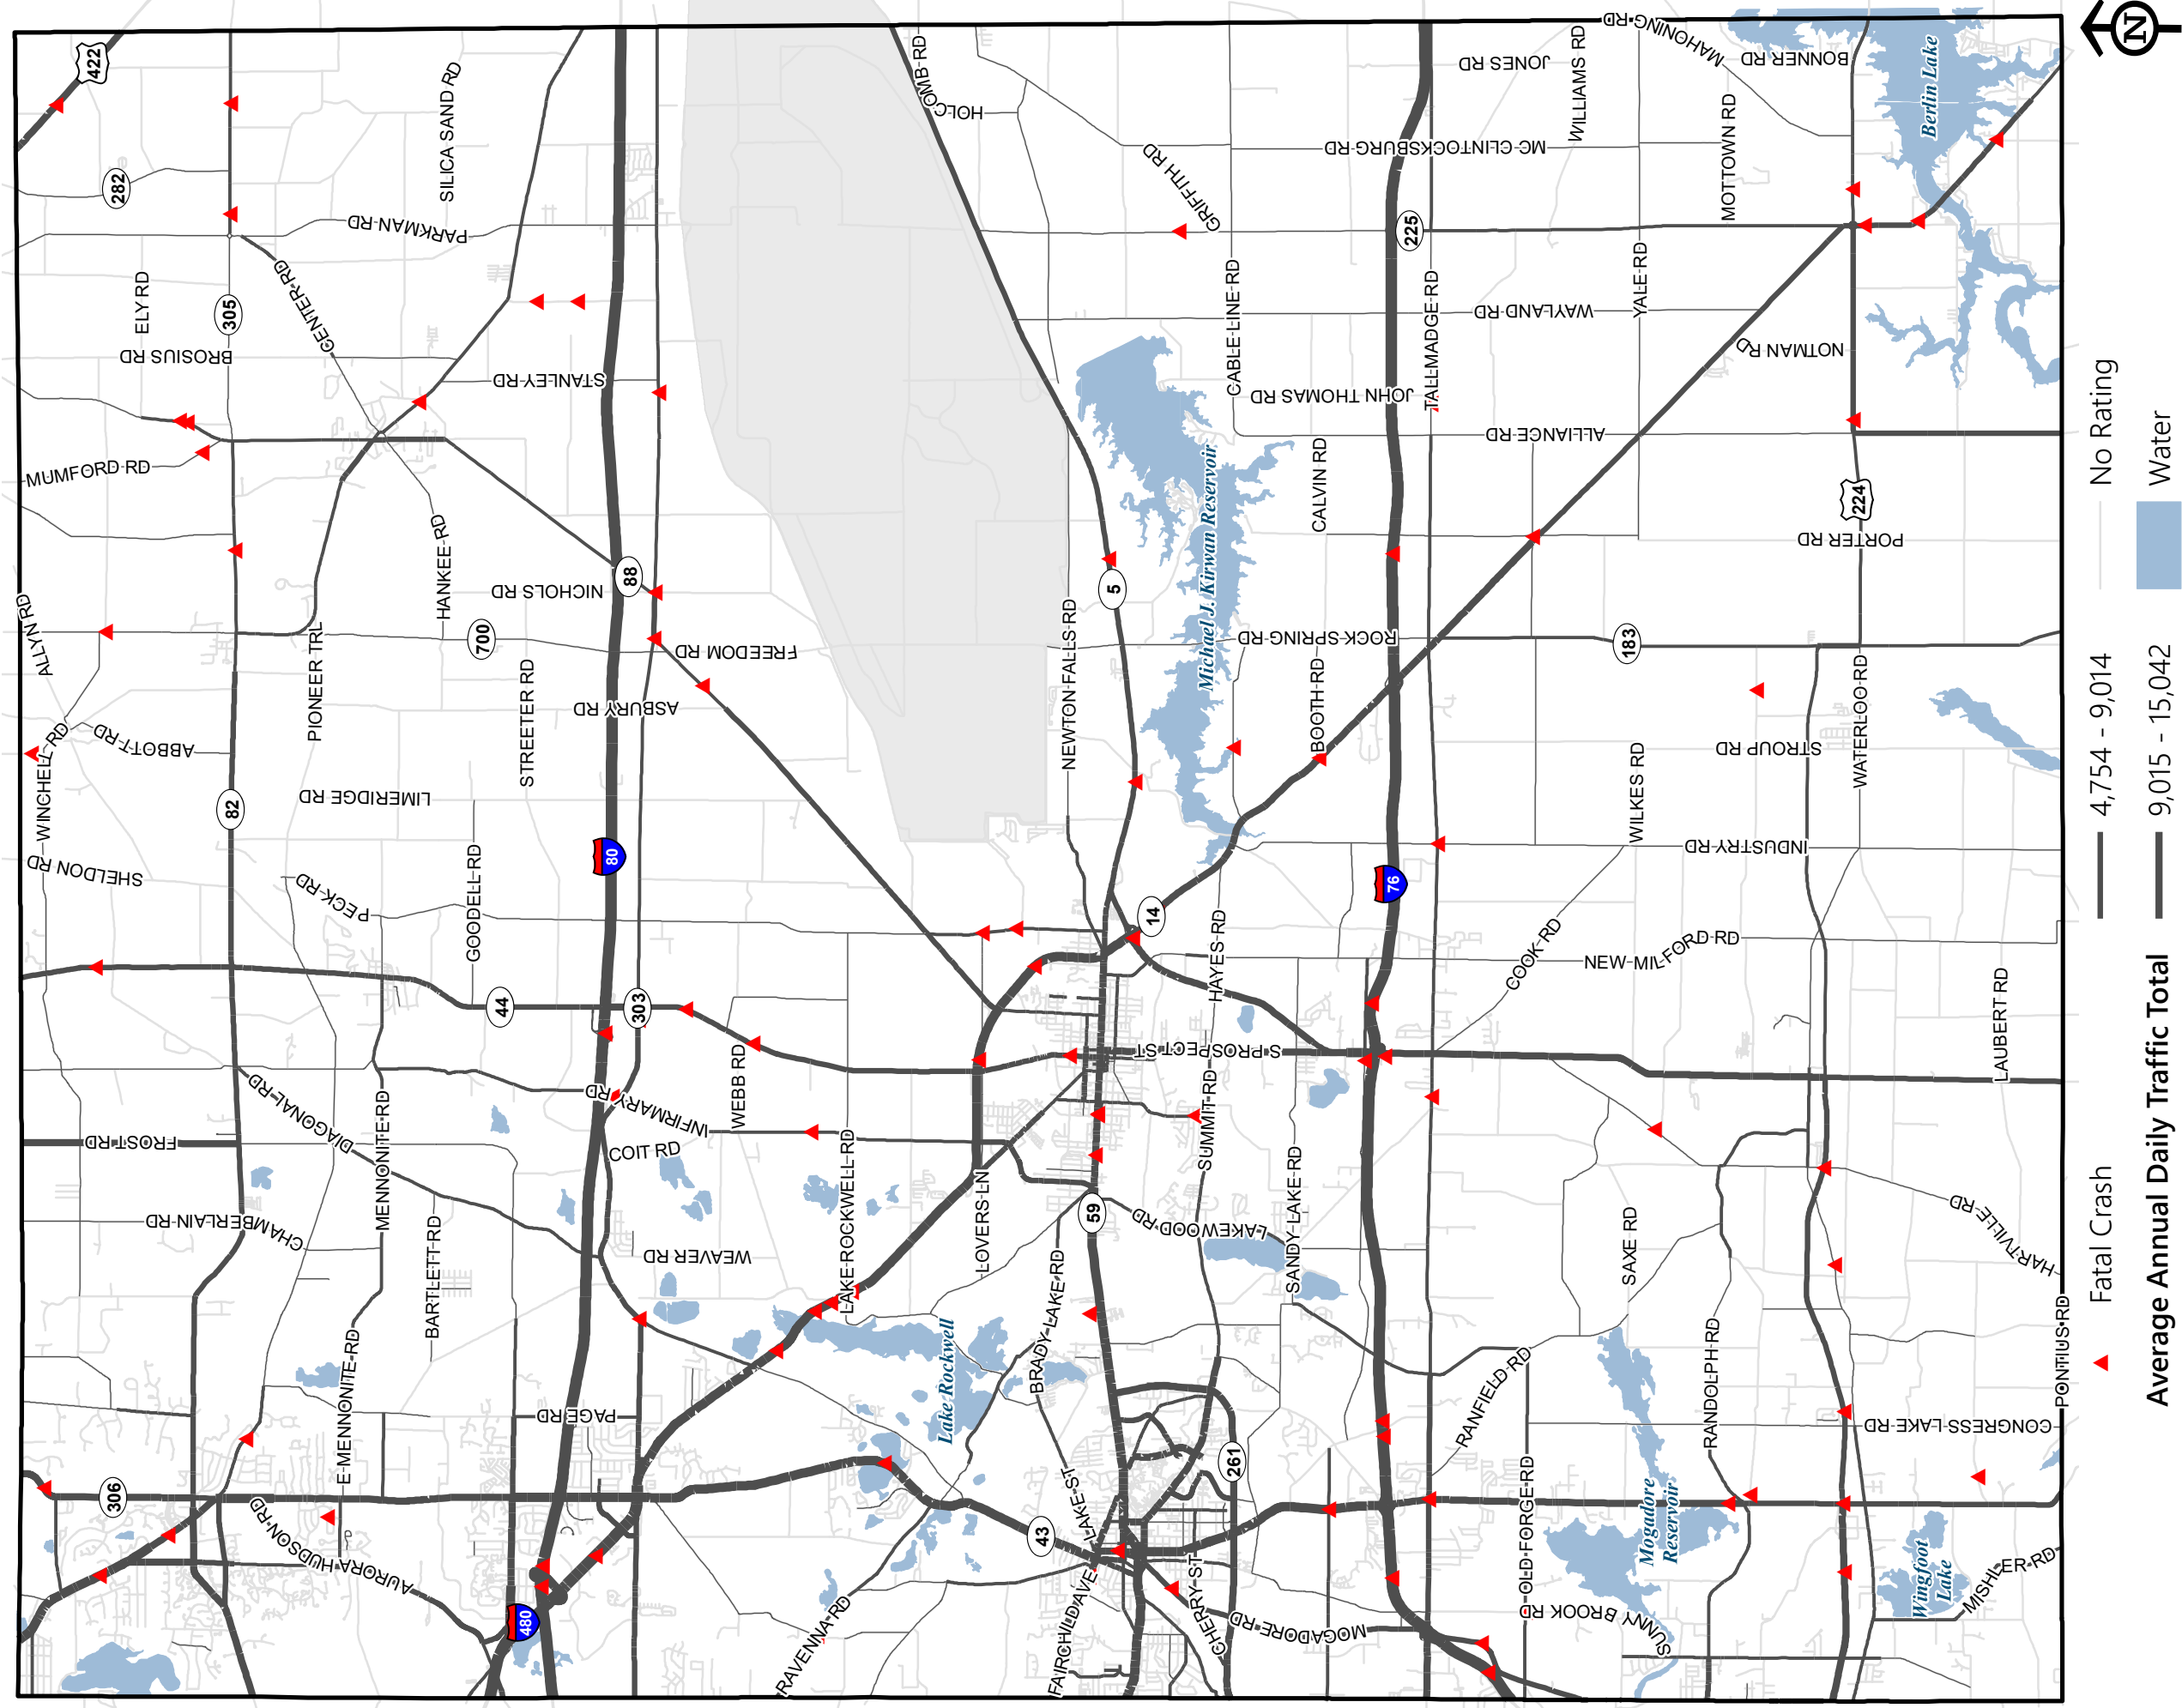 422
282
SILICA SAND RD
PARKMAN RD
ELY RD
305
CENTER RD
BROSIUS RD
STANLEY RD
MUMFORD RD
HANKEE RD
NICHOLS RD
88
ALLYN RD
PIONEER TRL
700
STREETER RD
FREEDOM RD
ASBURY RD
WINCHELL RD
ABBOTT RD
82
LIMERIDGE RD
SHELDON RD
PECK RD
GOODELL RD
80
44
303
WEBB RD
INFIRMARY RD
DIAGONAL RD
FROST RD
MENNONITE RD
COIT RD
CHAMBERLAIN RD
BARTLETT RD
WEAVER RD
LAKE ROCKWELL RD
E MENNONITE RD
PAGE RD
306
AURORA HUDSON RD
480
RAVENNA RD
HOLCOMB RD
JONES RD
WILLIAMS RD
MAHONING RD
BONNER RD
Berlin Lake
MOTTOWN RD
MC CLINTOCKSBURG RD
GRIFFITH RD
225
CABLE LINE RD
TALLMADGE RD
WAYLAND RD
YALE RD
NOTMAN RD
JOHN THOMAS RD
ALLIANCE RD
CALVIN RD
Michael J. Kirwan Reservoir
224
PORTER RD
5
NEWTON FALLS RD
ROCK SPRING RD
183
BOOTH RD
STROUP RD
WATERLOO RD
WILKES RD
INDUSTRY RD
76
14
HAYES RD
COOK RD
NEW MILFORD RD
LAUBERT RD
S PROSPECT ST
SUMMIT RD
LOVERS LN
59
LAKEWOOD RD
SANDY LAKE RD
SAXE RD
HARTVILLE RD
BRADY LAKE RD
Lake Rockwell
RANFIELD RD
RANDOLPH RD
CONGRESS LAKE RD
PONTIUS RD
261
LAKE ST
43
OLD FORGE RD
Mogadore
Reservoir
FAIRCHILD AVE
CHERRY ST
MOGADORE RD
SUNNY BROOK RD
Wingfoot
Lake
MISHLER RD
N
Fatal Crash
Average Annual Daily Traffic Total
4,754 - 9,014
9,015 - 15,042
No Rating
Water